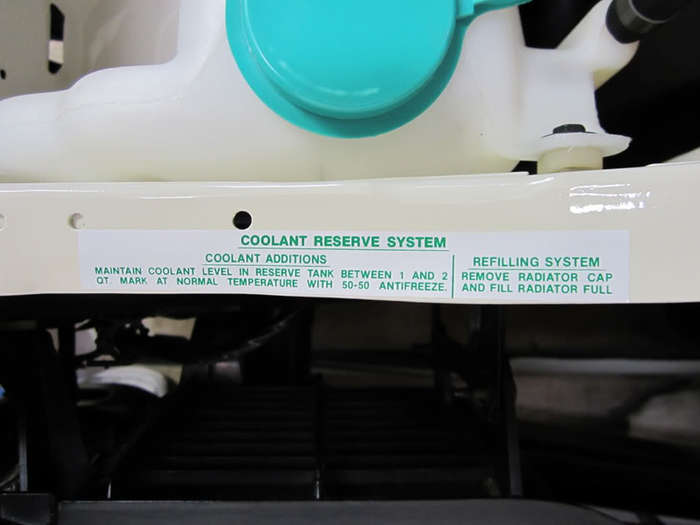 COOLANT RESERVE SYSTEM
COOLANT ADDITIONS
MAINTAIN COOLANT LEVEL IN RESERVE TANK BETWEEN 1 AND 2
QT. MARK AT NORMAL TEMPERATURE WITH 50-50 ANTIFREEZE.
REFILLING SYSTEM
REMOVE RADIATOR CAP
AND FILL RADIATOR FULL